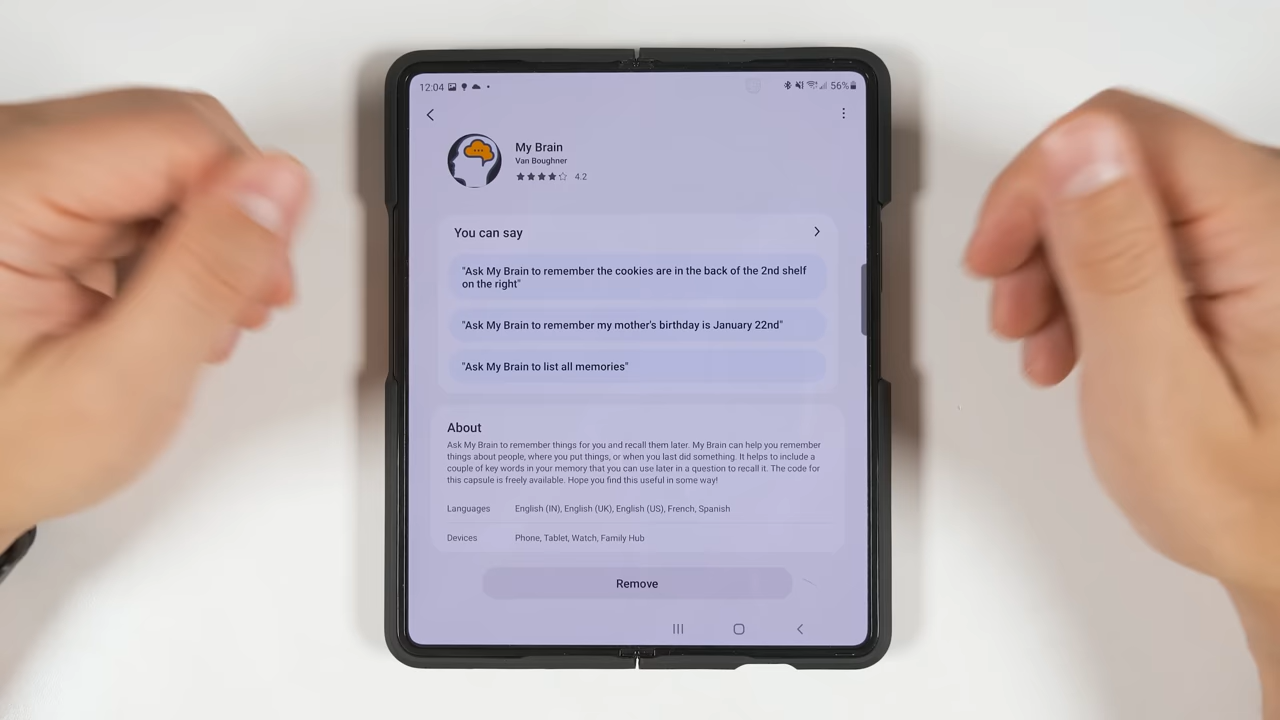 12:04 56%
My Brain
Van Boughner
4.2
You can say
"Ask My Brain to remember the cookies are in the back of the 2nd shelf
on the right"
"Ask My Brain to remember my mother's birthday is January 22nd"
"Ask My Brain to list all memories"
About
Ask My Brain to remember things for you and recall them later. My Brain can help you remember
things about people, where you put things, or when you last did something. It helps to include a
couple of key words in your memory that you can use later in a question to recall it. The code for
this capsule is freely available. Hope you find this useful in some way!
Languages English (IN), English (UK), English (US), French, Spanish
Devices Phone, Tablet, Watch, Family Hub
Remove